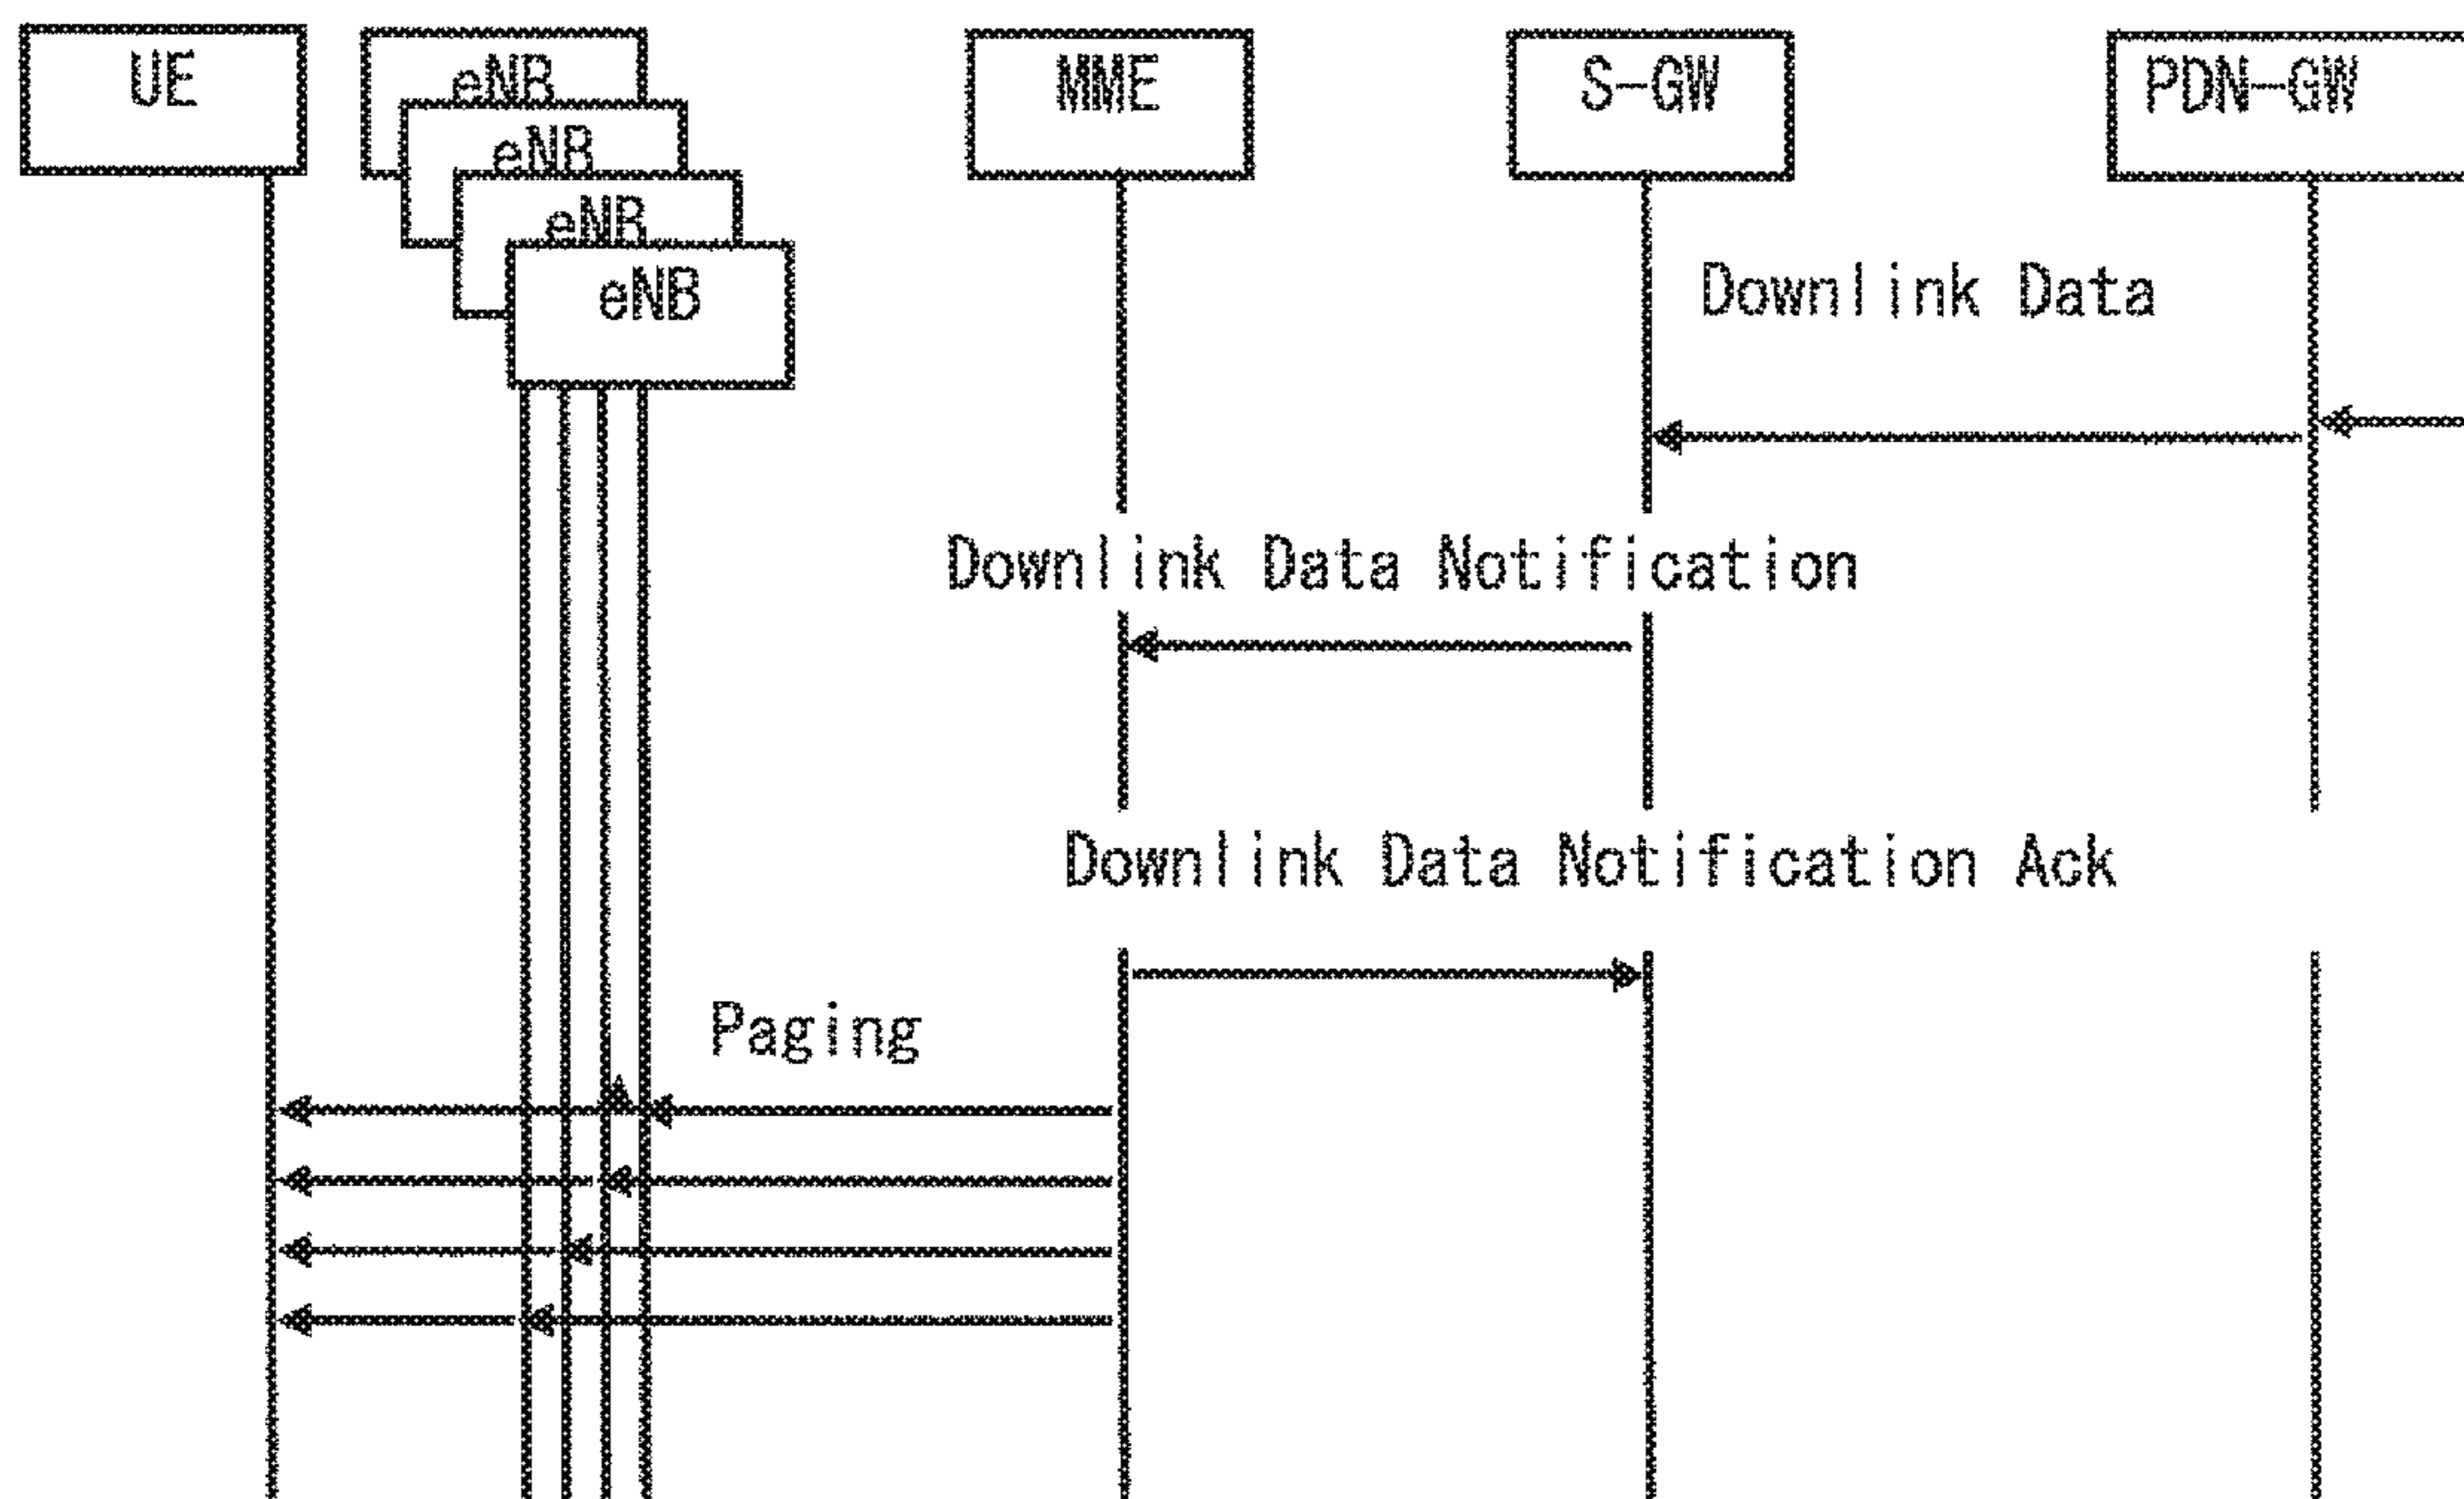 UE
eNB
eNB
eNB
eNB
MME
S-GW
PDN-GW
Downlink Data
Downlink Data Notification
Downlink Data Notification Ack
Paging